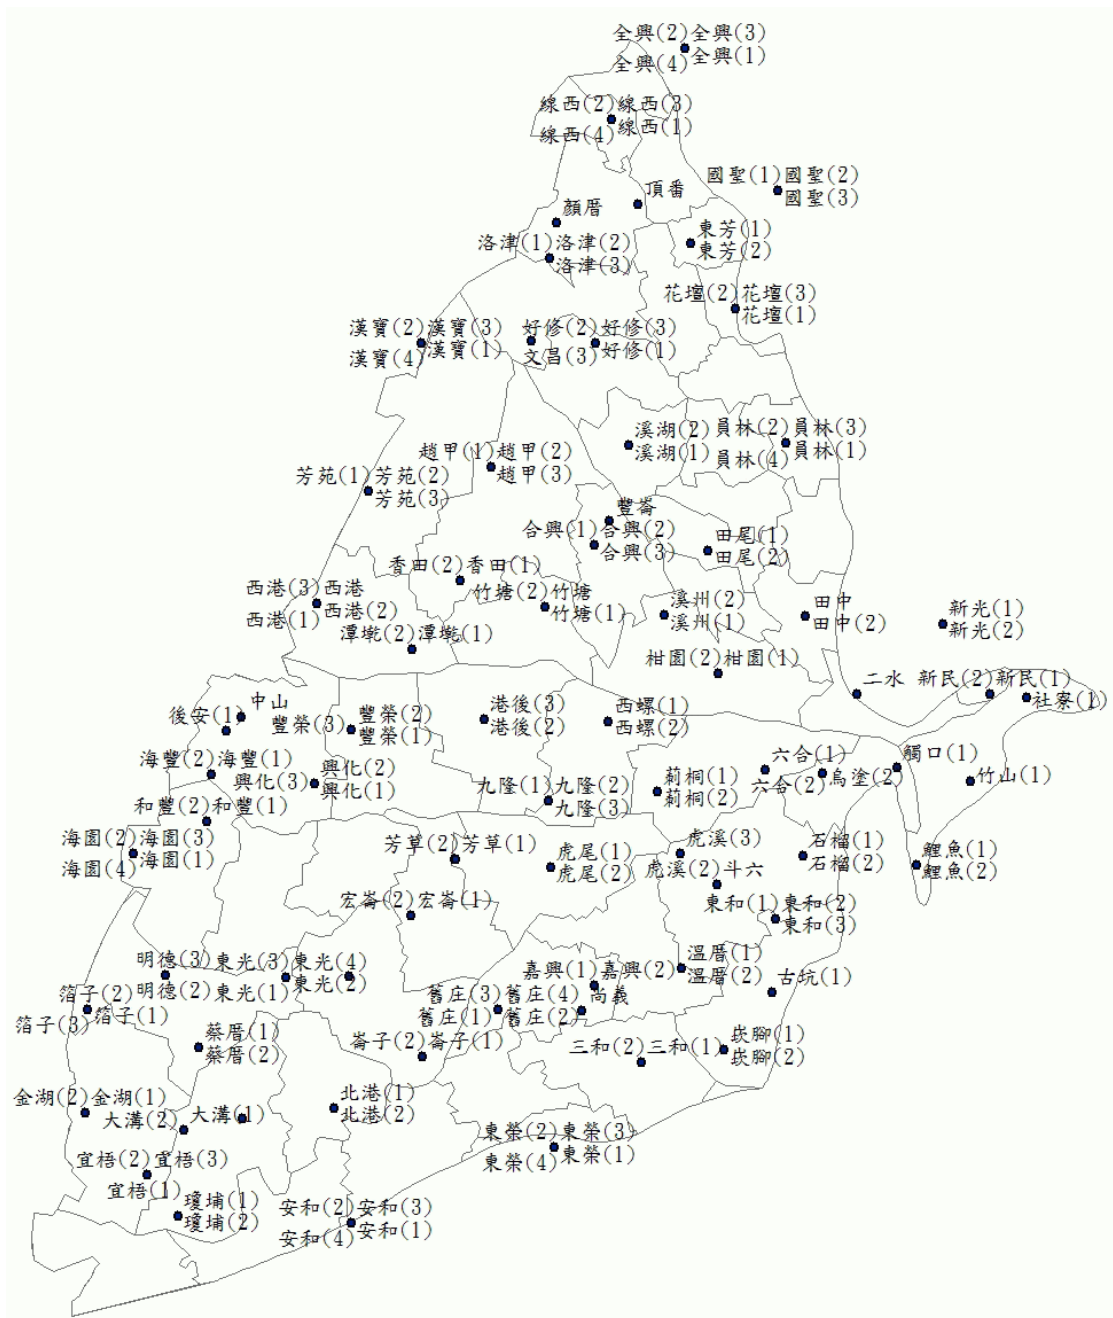 全興(2)全興(3)
全興(4)全興(1)
線西(2)線西(3)
線西(4)線西(1)
國聖(1)國聖(2)
國聖(3)
頂番
顏厝
東芳(1)
東芳(2)
洛津(1)洛津(2)
洛津(3)
花壇(2)花壇(3)
花壇(1)
漢寶(2)漢寶(3)
漢寶(4)漢寶(1)
好修(2)好修(3)
文昌(3)好修(1)
溪湖(2)
溪湖(1)
員林(2)員林(3)
員林(4)員林(1)
趙甲(1)趙甲(2)
趙甲(3)
芳苑(1)芳苑(2)
芳苑(3)
豐崙
合興(1)合興(2)
合興(3)
田尾(1)
田尾(2)
香田(2)香田(1)
西港(3)西港
西港(1)西港(2)
竹塘(2)竹塘
竹塘(1)
溪州(2)
溪州(1)
田中
田中(2)
新光(1)
新光(2)
潭墘(2)潭墘(1)
柑園(2)柑園(1)
二水
新民(2)新民(1)
社寮(1)
中山
後安(1)
豐榮(3)豐榮(2)
豐榮(1)
港後(3)
港後(2)
西螺(1)
西螺(2)
海豐(2)海豐(1)
興化(3)興化(2)
興化(1)
六合(1)
六合(2)烏塗(2)
觸口(1)
竹山(1)
九隆(1)九隆(2)
九隆(3)
莿桐(1)
莿桐(2)
和豐(2)和豐(1)
海園(2)海園(3)
海園(4)海園(1)
芳草(2)芳草(1)
虎尾(1)
虎尾(2)
虎溪(3)
虎溪(2)斗六
石榴(1)
石榴(2)
鯉魚(1)
鯉魚(2)
宏崙(2)宏崙(1)
東和(1)東和(2)
東和(3)
明德(3)
明德(2)
東光(3)東光(4)
東光(1)東光(2)
嘉興(1)嘉興(2)
溫厝(1)
溫厝(2)
古坑(1)
箔子(2)
箔子(3)箔子(1)
舊庄(3)舊庄(4)
舊庄(1)舊庄(2)
尚義
蔡厝(1)
蔡厝(2)
崙子(2)崙子(1)
三和(2)三和(1)
崁腳(1)
崁腳(2)
金湖(2)金湖(1)
大溝(2)大溝(1)
北港(1)
北港(2)
東榮(2)東榮(3)
東榮(4)東榮(1)
宜梧(2)宜梧(3)
宜梧(1)
瓊埔(1)
瓊埔(2)
安和(2)安和(3)
安和(4)安和(1)